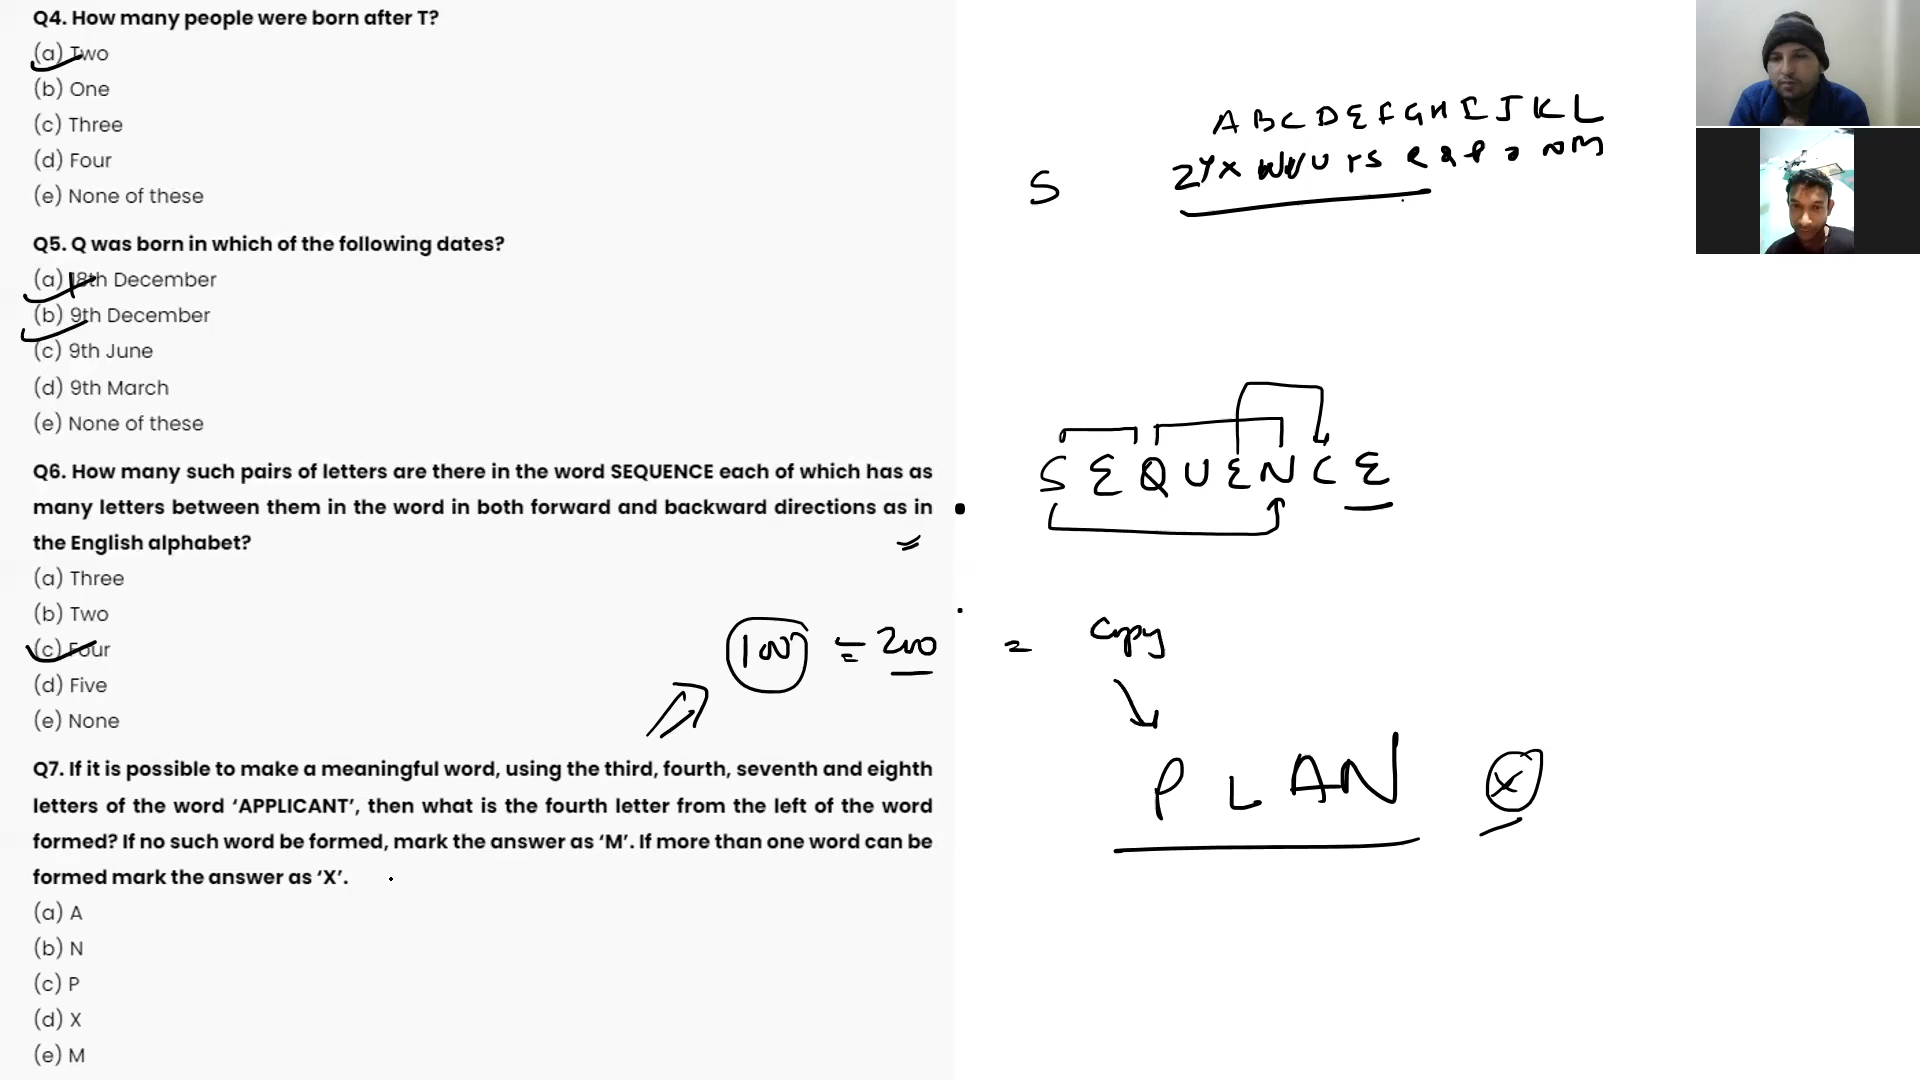 Q4. How many people were born after T?
(a) Two
(b) One
(c) Three
(d) Four
(e) None of these
Q5. Q was born in which of the following dates?
(a) 18th December
(b) 9th December
(c) 9th June
(d) 9th March
(e) None of these
Q6. How many such pairs of letters are there in the word SEQUENCE each of which has as
many letters between them in the word in both forward and backward directions as in
the English alphabet?
(a) Three
(b) Two
(c) Four
(d) Five
(e) None
Q7. If it is possible to make a meaningful word, using the third, fourth, seventh and eighth
letters of the word ‘APPLICANT’, then what is the fourth letter from the left of the word
formed? If no such word be formed, mark the answer as ‘M’. If more than one word can be
formed mark the answer as ‘X’.
(a) A
(b) N
(c) P
(d) X
(e) M
A B C D E F G H I J K L
Z Y X W V U T S R Q P O N M
S
S E Q U E N C E
100 = 200 = Copy
P L A N X